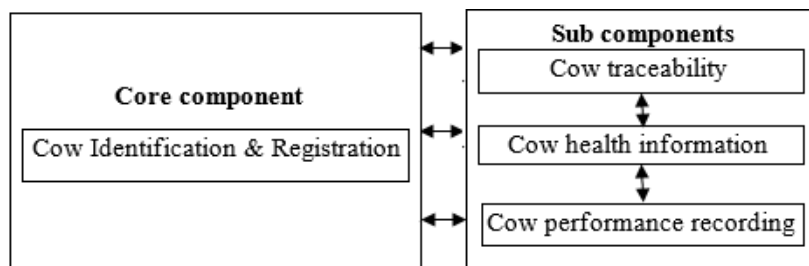 Core component
Cow Identification & Registration
Sub components
Cow traceability
Cow health information
Cow performance recording